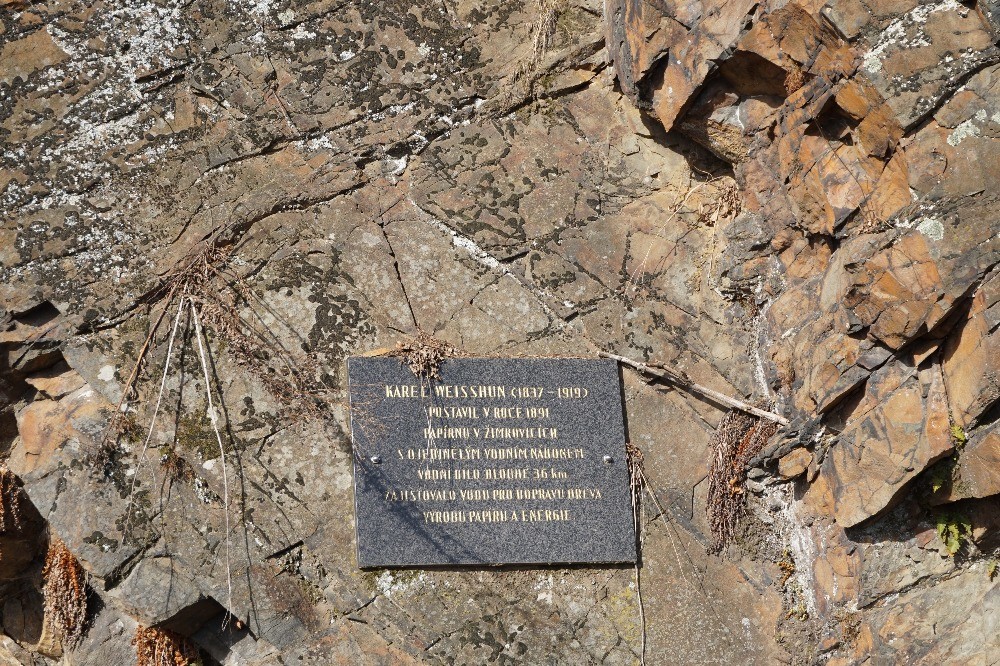 KAREL WEISSHUN (1837 - 1919)
POSTAVIL V ROCE 1891
PAPÍRNU V ŽIMROVICÍCH
S OJEDINĚLÝM VODNÍM NÁHONEM
VODNÍ DÍLO DLOUHÉ 3,6 km
ZAJIŠŤOVALO VODU PRO DOPRAVU DŘEVA
VÝROBU PAPÍRU A ENERGIE